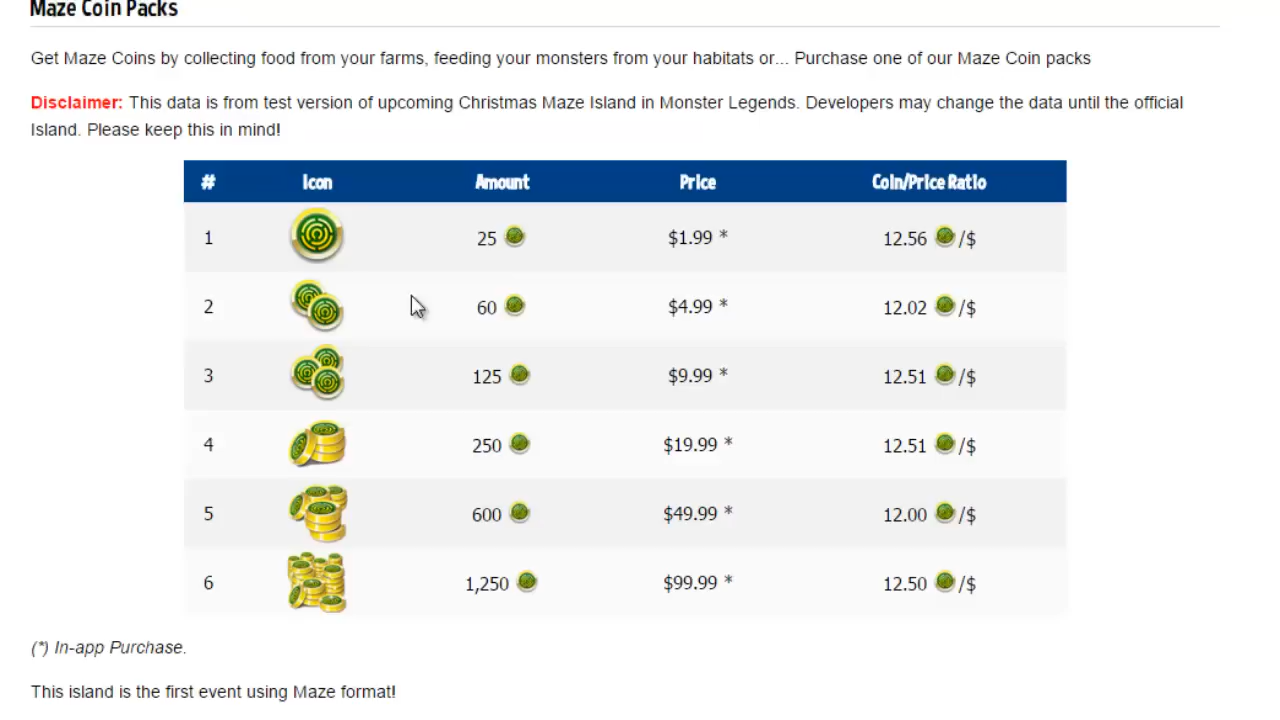 Maze Coin Packs
Get Maze Coins by collecting food from your farms, feeding your monsters from your habitats or... Purchase one of our Maze Coin packs
Disclaimer: This data is from test version of upcoming Christmas Maze Island in Monster Legends. Developers may change the data until the official
Island. Please keep this in mind!
# Icon Amount Price Coin/Price Ratio
1 25 $1.99 * 12.56 /$
2 60 $4.99 * 12.02 /$
3 125 $9.99 * 12.51 /$
4 250 $19.99 * 12.51 /$
5 600 $49.99 * 12.00 /$
6 1,250 $99.99 * 12.50 /$
(*) In-app Purchase.
This island is the first event using Maze format!